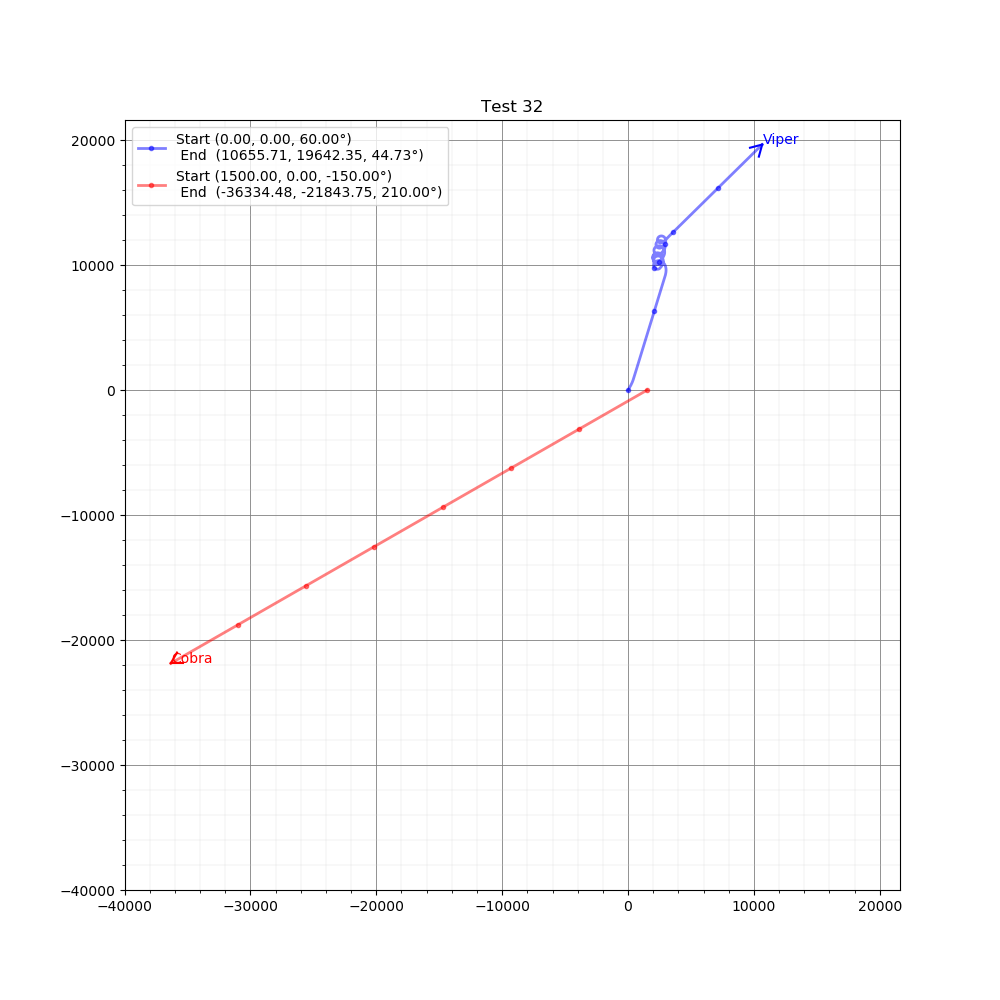 Test 32
Start (0.00, 0.00, 60.00°)
End (10655.71, 19642.35, 44.73°)
Start (1500.00, 0.00, -150.00°)
End (-36334.48, -21843.75, 210.00°)
Viper
Cobra
20000
10000
0
−10000
−20000
−30000
−40000
−40000 −30000 −20000 −10000 0 10000 20000